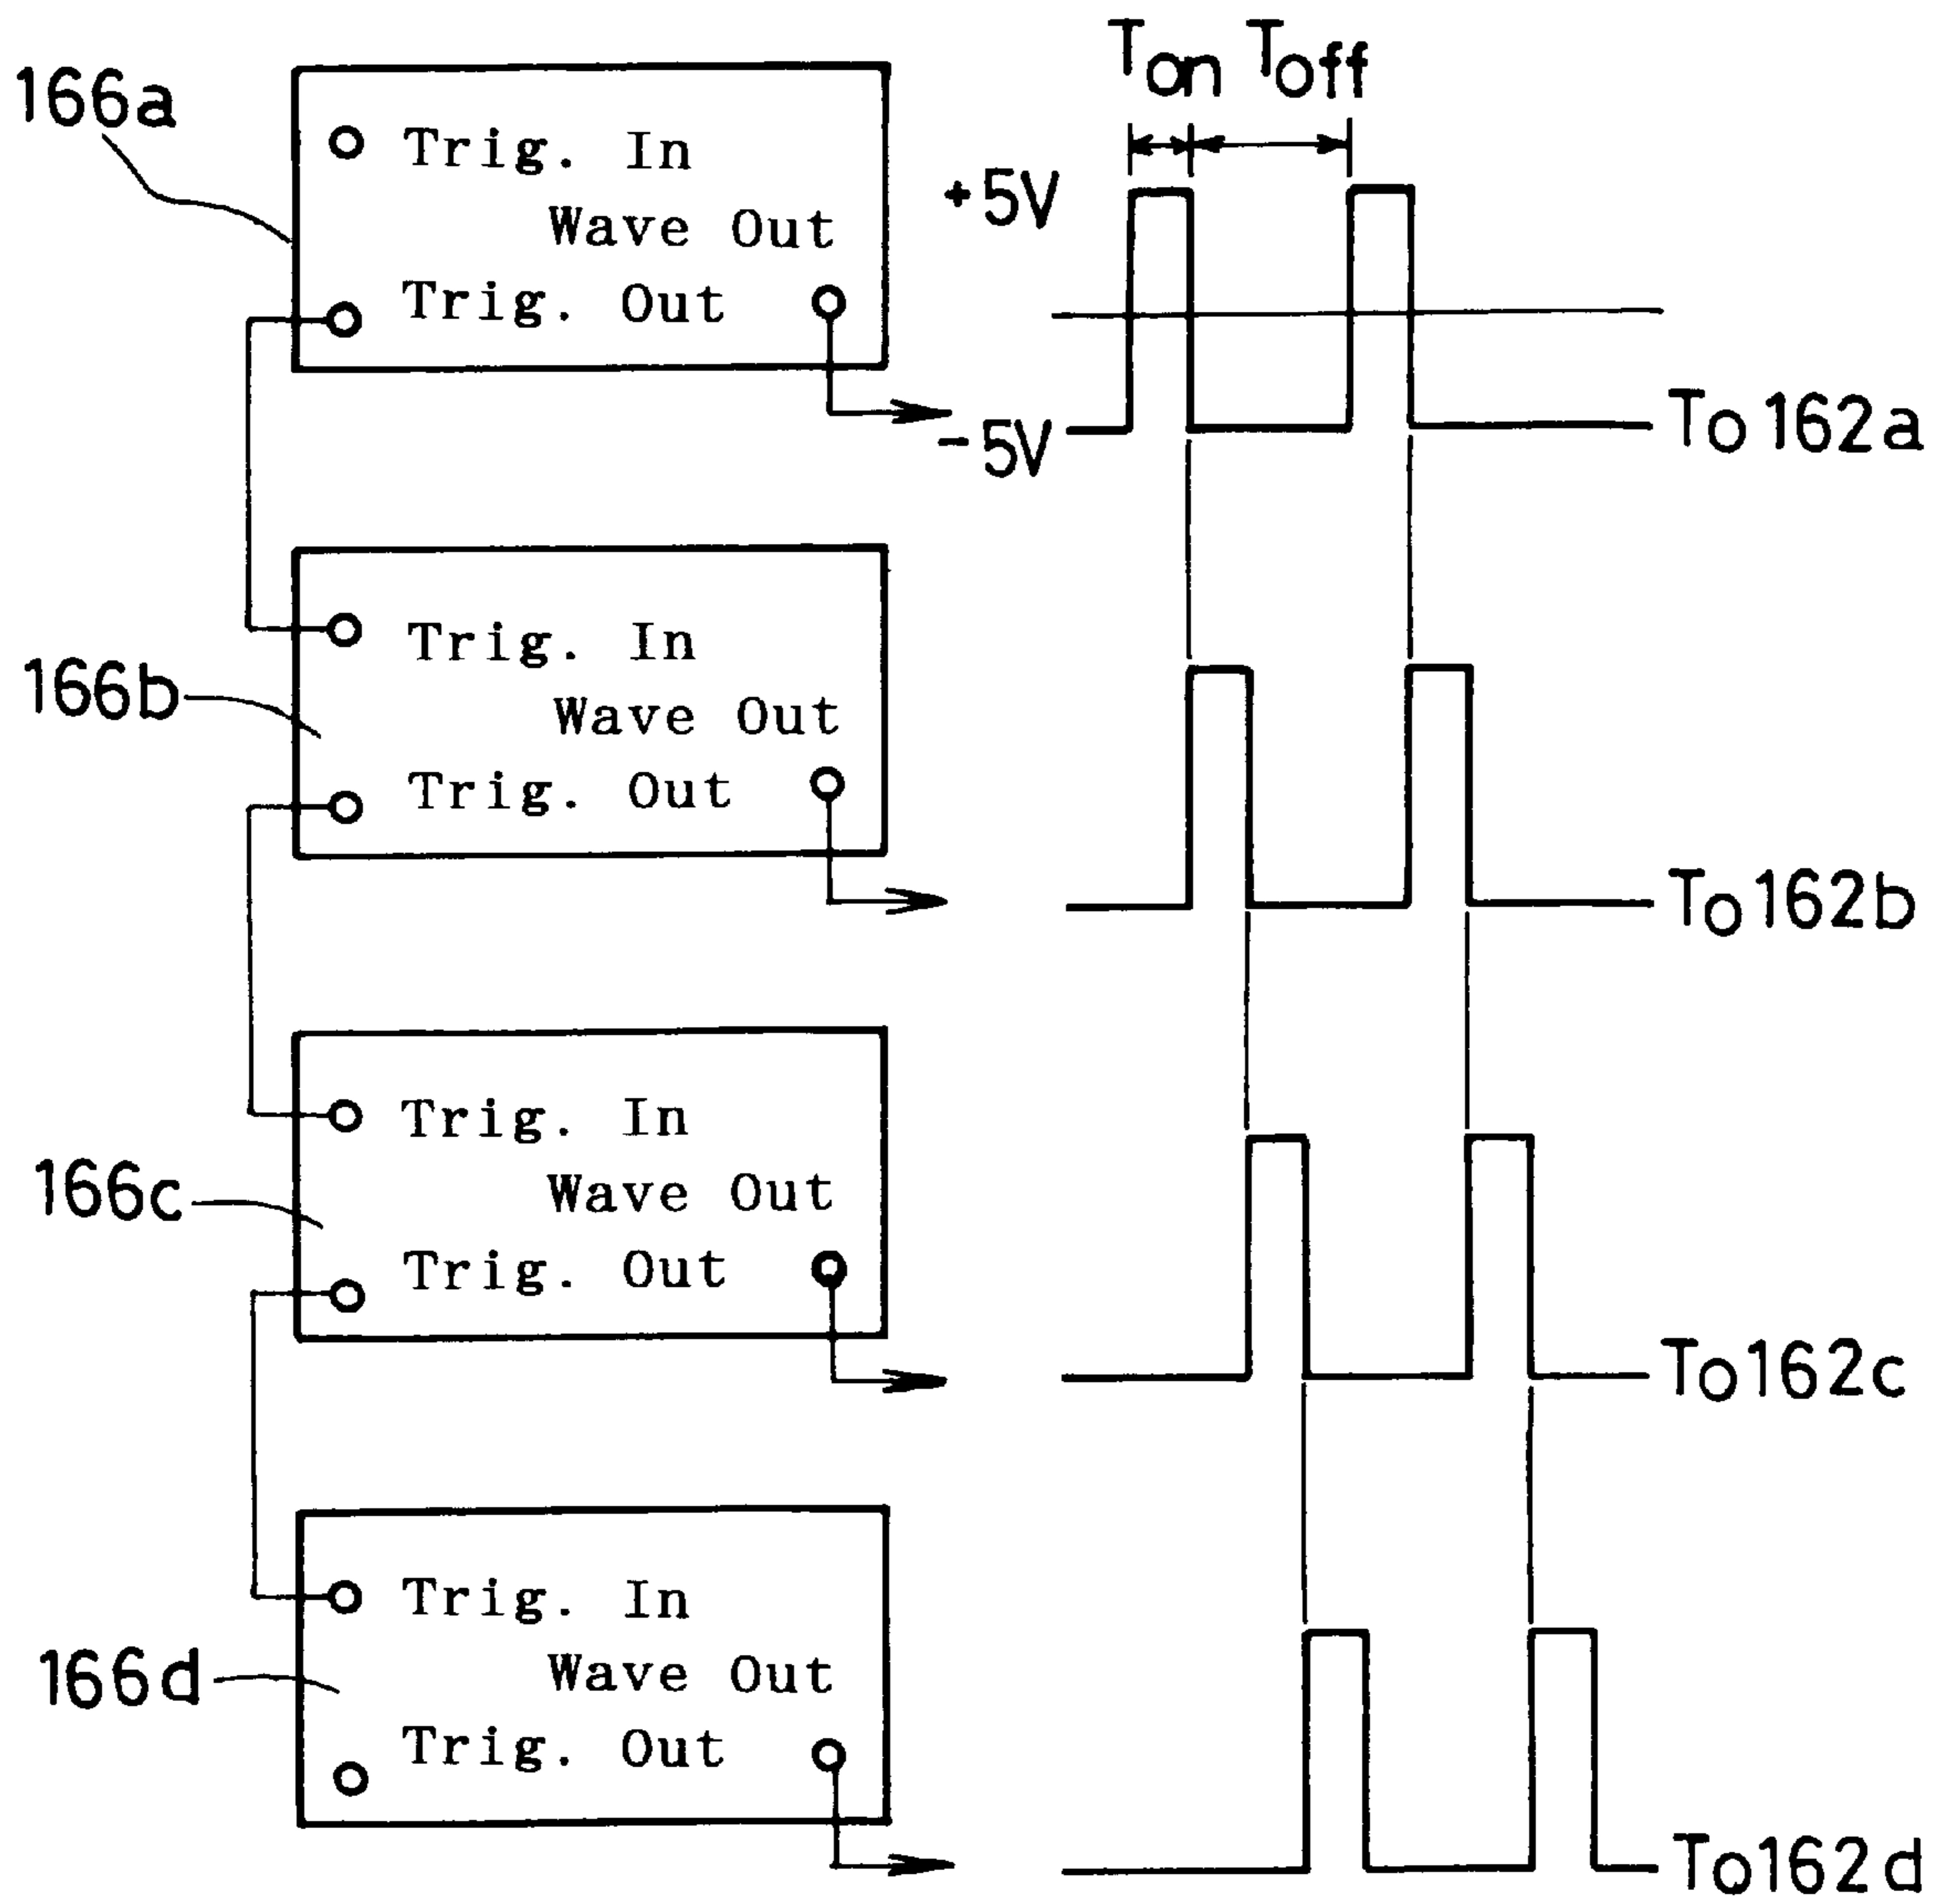 Ton Toff
166a
Trig. In
Wave Out
Trig. Out
+5V
-5V
To 162a
166b
Trig. In
Wave Out
Trig. Out
To 162b
166c
Trig. In
Wave Out
Trig. Out
To 162c
166d
Trig. In
Wave Out
Trig. Out
To 162d